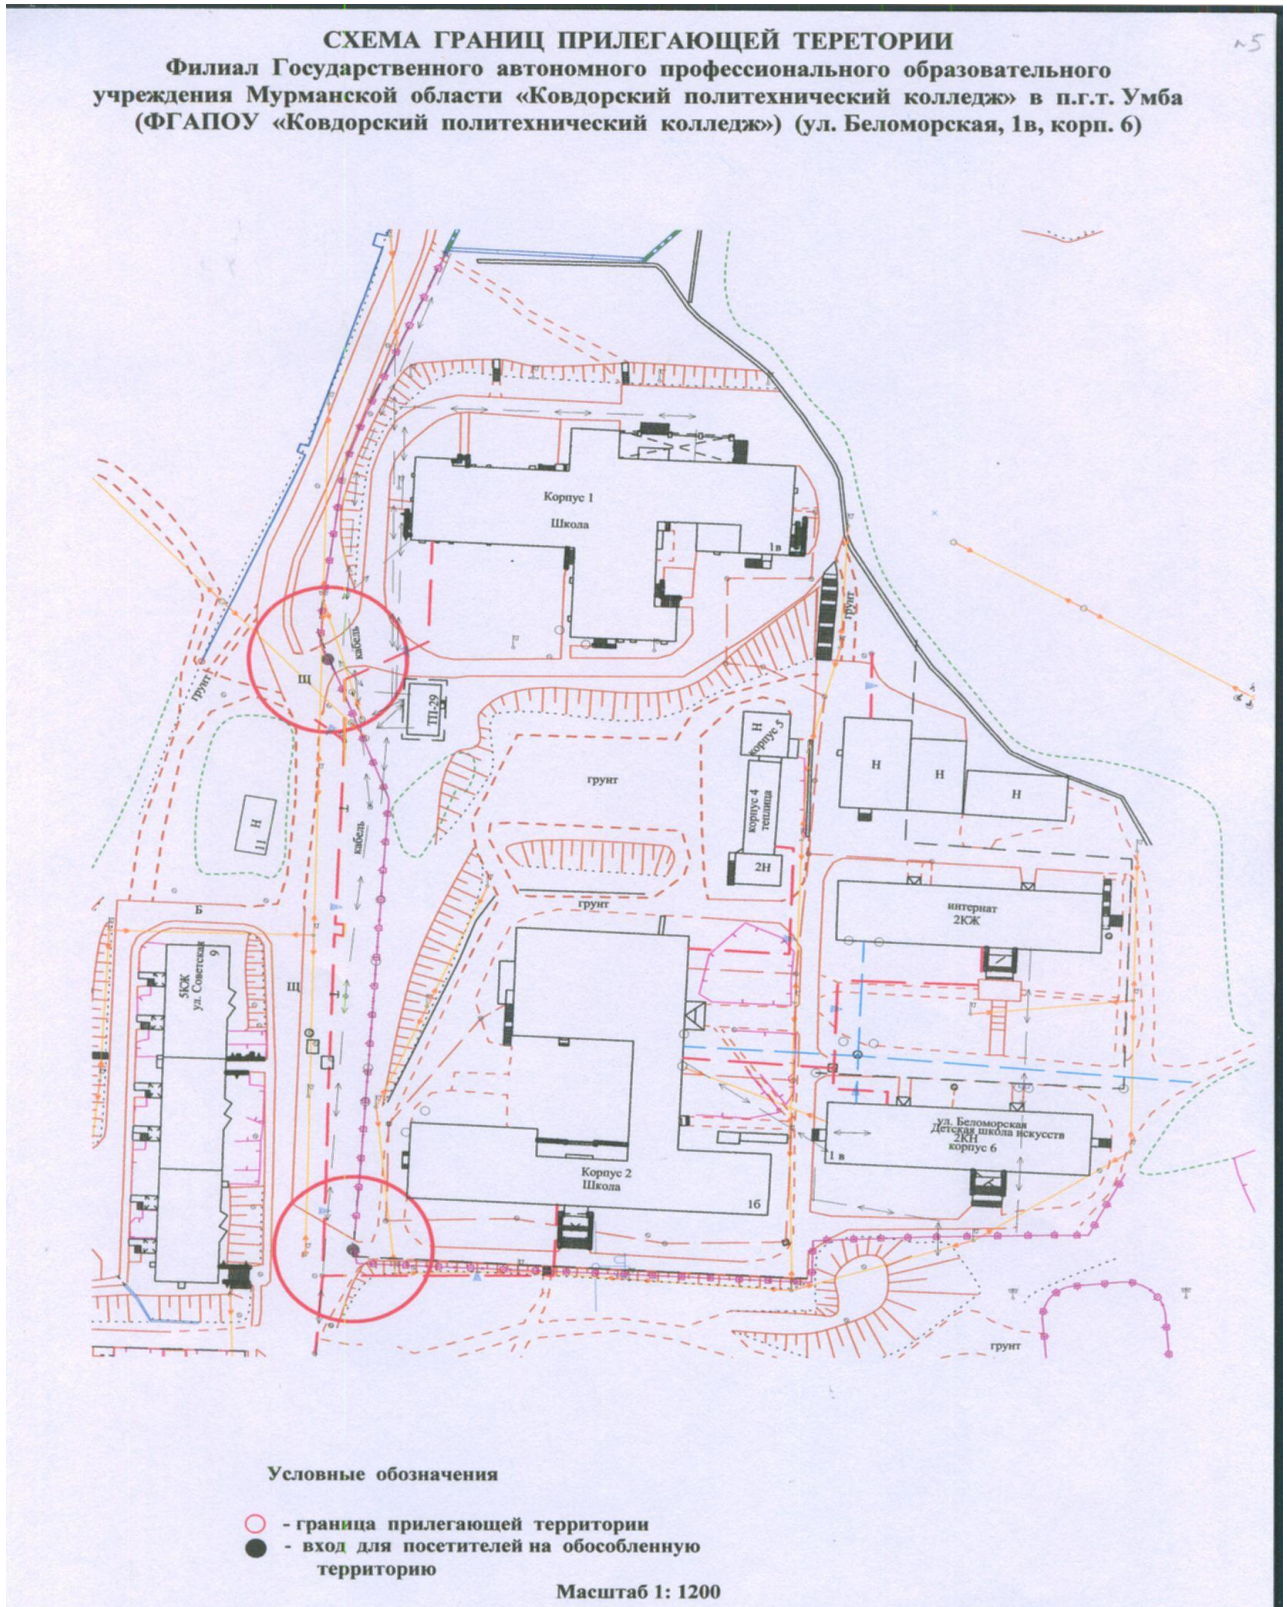 СХЕМА ГРАНИЦ ПРИЛЕГАЮЩЕЙ ТЕРЕТОРИИ
№5
Филиал Государственного автономного профессионального образовательного
учреждения Мурманской области «Ковдорский политехнический колледж» в п.г.т. Умба
(ФГАПОУ «Ковдорский политехнический колледж») (ул. Беломорская, 1в, корп. 6)
Корпус 1
Школа
1в
грунт
кабель
Щ
грунт
ТП-29
Н
корпус 5
грунт
Н
Н
Н
корпус 4
теплица
Н
11
кабель
2Н
грунт
интернат
2КЖ
Б
5КЖ
ул. Советская
9
Щ
ул. Беломорская
Детская школа искусств
2КН
корпус 6
1 в
Корпус 2
Школа
1б
грунт
Условные обозначения
- граница прилегающей территории
- вход для посетителей на обособленную
территорию
Масштаб 1: 1200